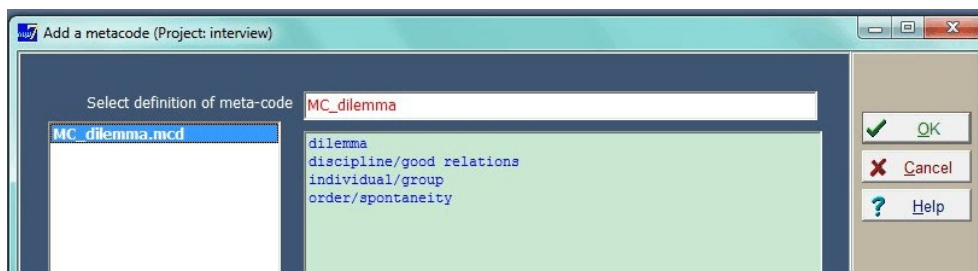 Add a metacode (Project: interview)
Select definition of meta-code
MC_dilemma
MC_dilemma.mcd
dilemma
discipline/good relations
individual/group
order/spontaneity
OK
Cancel
Help